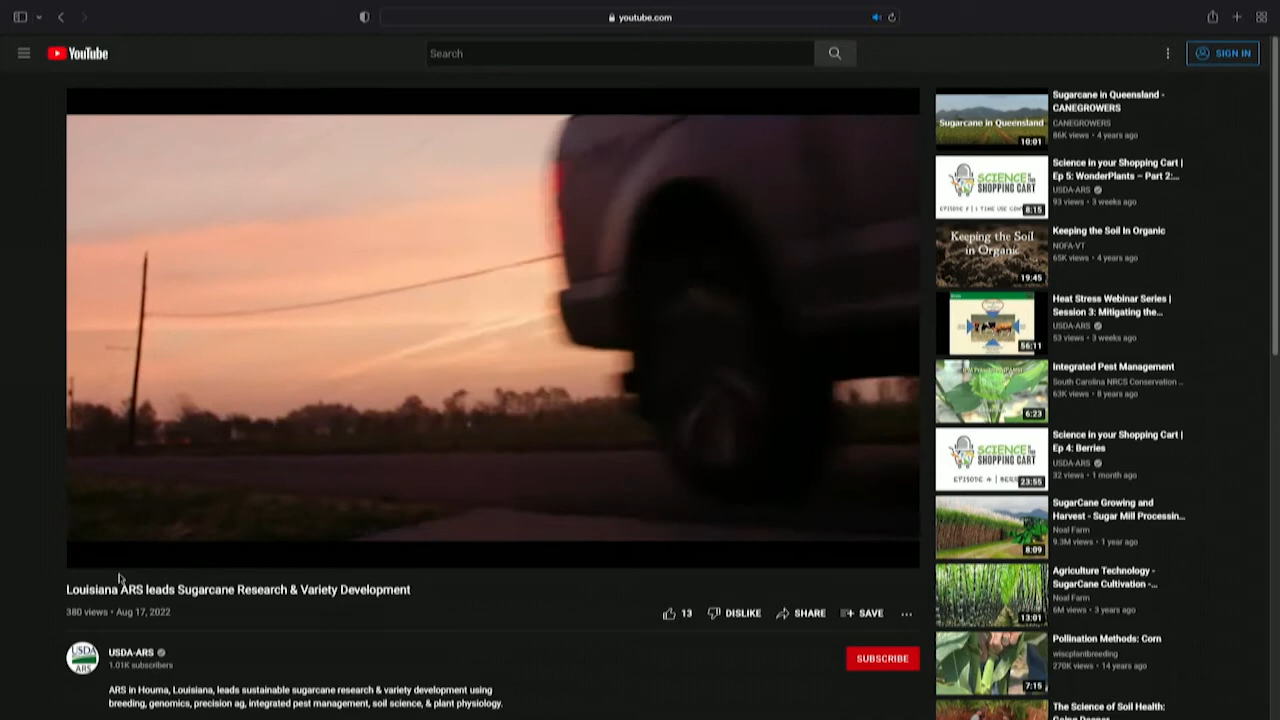 youtube.com
YouTube
Search
SIGN IN
Louisiana ARS leads Sugarcane Research & Variety Development
380 views • Aug 17, 2022
13
DISLIKE
SHARE
SAVE
USDA
ARS
USDA-ARS
1.01K subscribers
SUBSCRIBE
ARS in Houma, Louisiana, leads sustainable sugarcane research & variety development using
breeding, genomics, precision ag, integrated pest management, soil science, & plant physiology.
Sugarcane in Queensland
10:01
Sugarcane in Queensland -
CANEGROWERS
CANEGROWERS
86K views • 4 years ago
SCIENCE
IN YOUR
SHOPPING CART
8:15
Science in your Shopping Cart |
Ep 5: WonderPlants – Part 2:...
USDA-ARS
93 views • 3 weeks ago
Keeping the Soil
in Organic
19:45
Keeping the Soil In Organic
NOFA-VT
65K views • 4 years ago
56:11
Heat Stress Webinar Series |
Session 3: Mitigating the...
USDA-ARS
53 views • 3 weeks ago
6:23
Integrated Pest Management
South Carolina NRCS Conservation ...
63K views • 8 years ago
SCIENCE
IN YOUR
SHOPPING CART
23:55
Science in your Shopping Cart |
Ep 4: Berries
USDA-ARS
32 views • 1 month ago
8:09
SugarCane Growing and
Harvest - Sugar Mill Processin...
Noal Farm
9.3M views • 1 year ago
13:01
Agriculture Technology -
SugarCane Cultivation -...
Noal Farm
6M views • 3 years ago
7:15
Pollination Methods: Corn
wiscplantbreeding
270K views • 14 years ago
The Science of Soil Health: